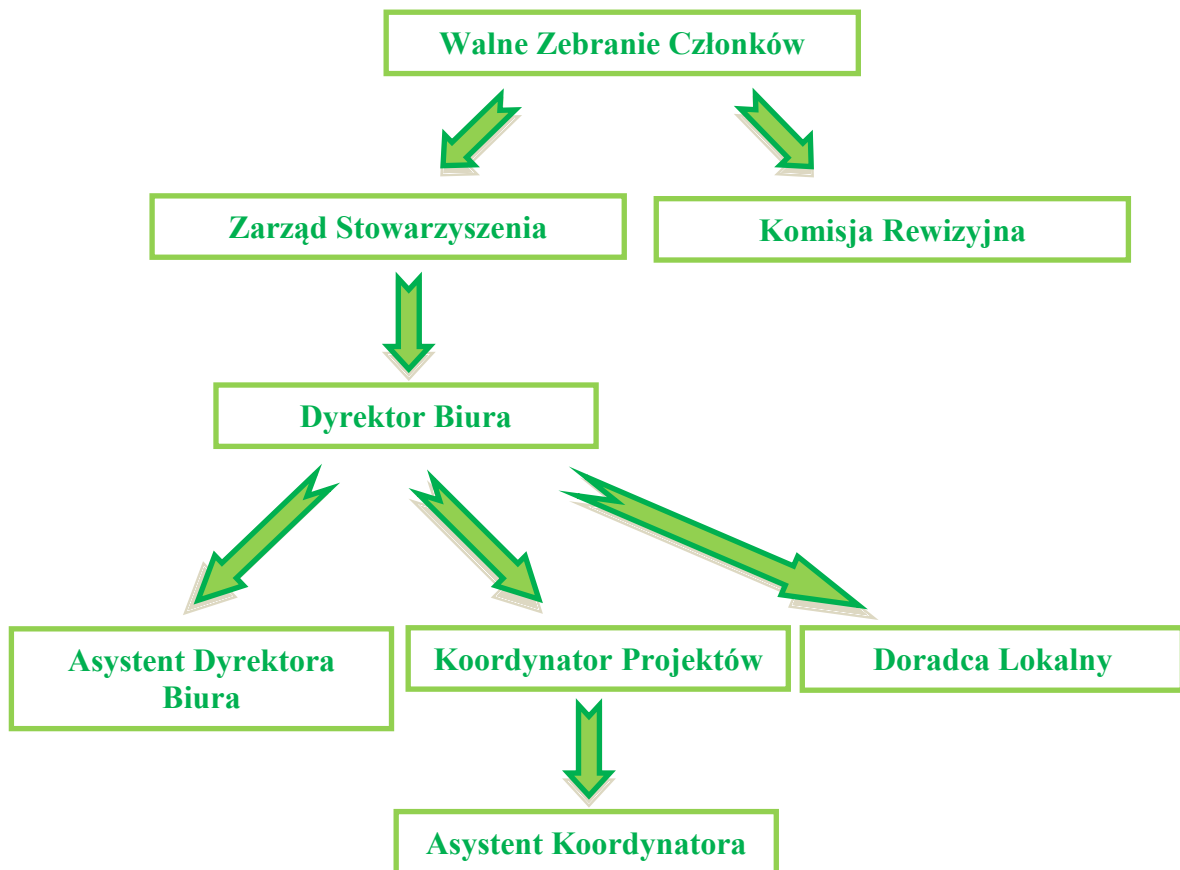 Walne Zebranie Członków
Zarząd Stowarzyszenia
Komisja Rewizyjna
Dyrektor Biura
Asystent Dyrektora
Biura
Koordynator Projektów
Doradca Lokalny
Asystent Koordynatora